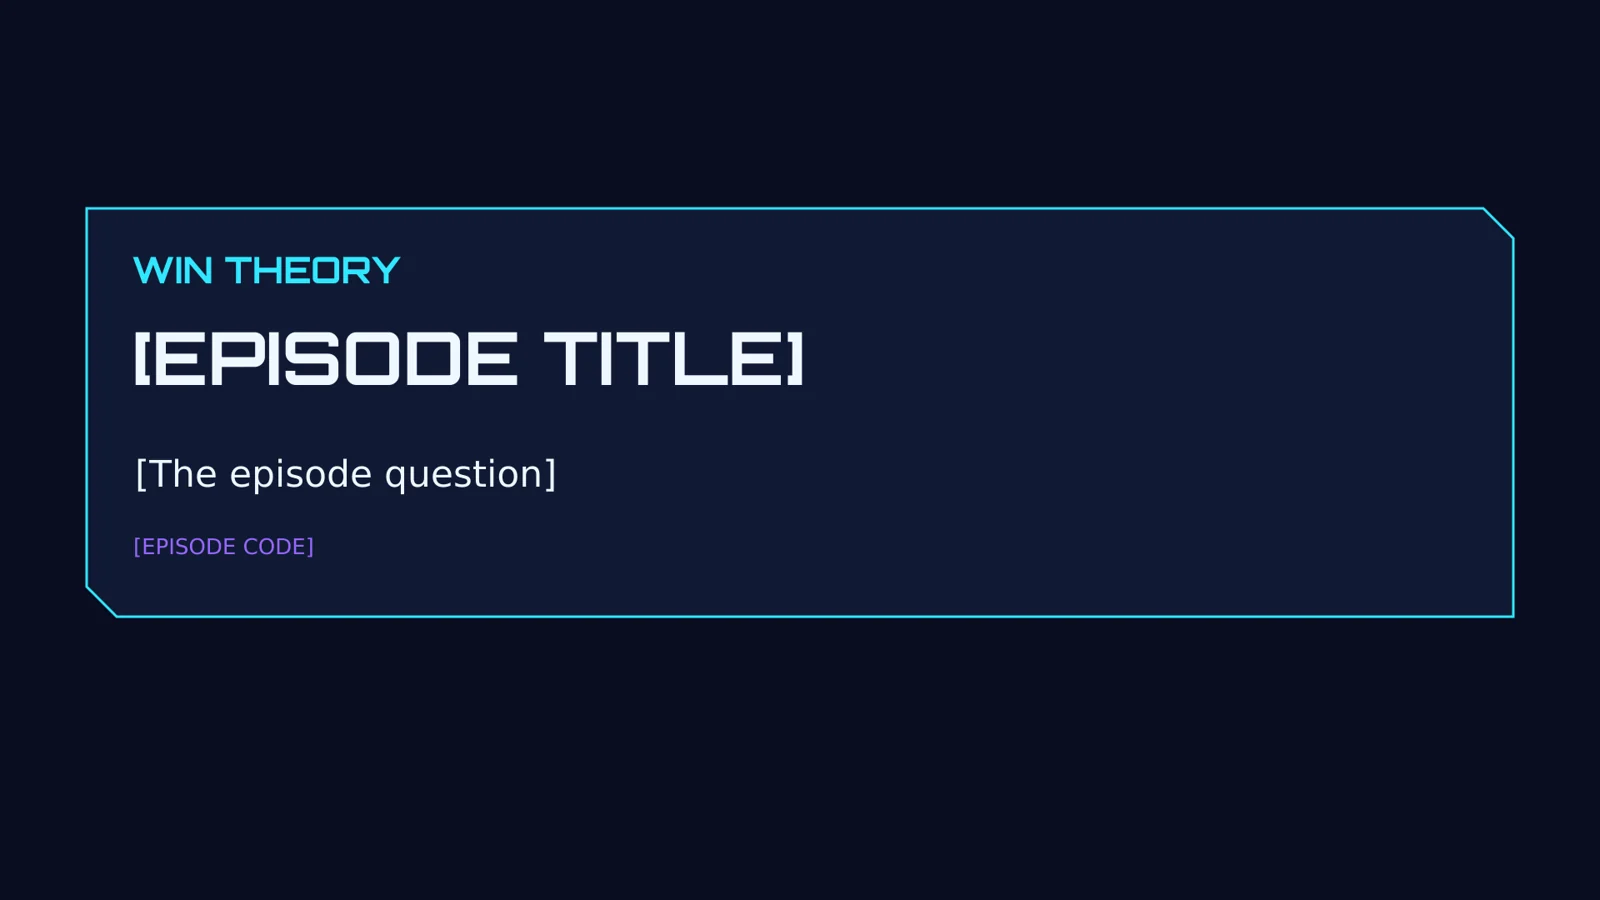 WIN THEORY
[EPISODE TITLE]
[The episode question]
[EPISODE CODE]